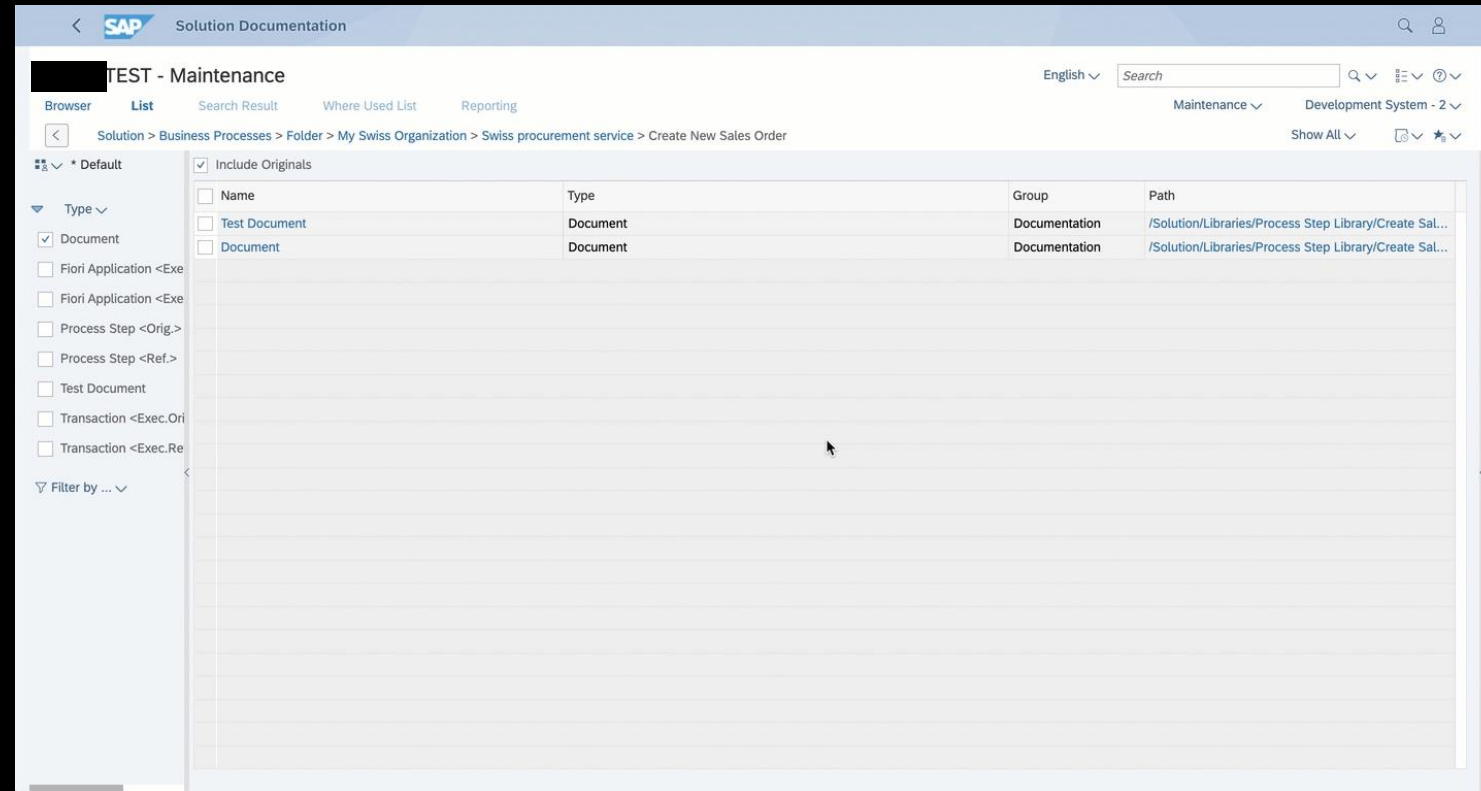 SAP Solution Documentation
TEST - Maintenance
English
Search
Browser List Search Result Where Used List Reporting
Maintenance Development System - 2
Solution > Business Processes > Folder > My Swiss Organization > Swiss procurement service > Create New Sales Order
Show All
* Default
Include Originals
Name Type Group Path
Test Document Document Documentation /Solution/Libraries/Process Step Library/Create Sal...
Document Document Documentation /Solution/Libraries/Process Step Library/Create Sal...
Type
Document
Fiori Application <Exe
Fiori Application <Exe
Process Step <Orig.>
Process Step <Ref.>
Test Document
Transaction <Exec.Ori
Transaction <Exec.Re
Filter by ...